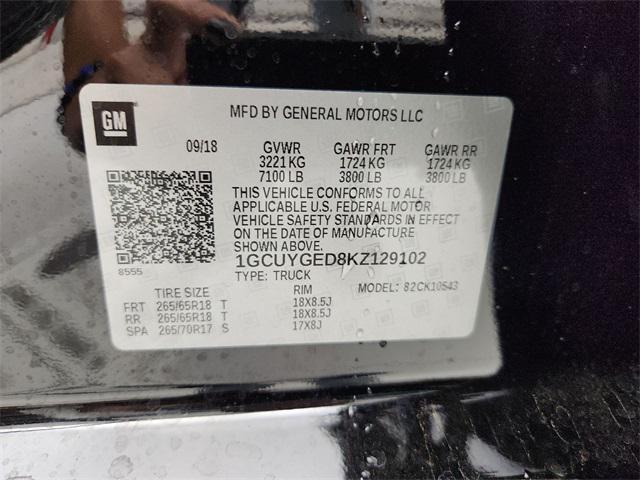 GM
MFD BY GENERAL MOTORS LLC
09/18 GVWR GAWR FRT GAWR RR
3221 KG 1724 KG 1724 KG
7100 LB 3800 LB 3800 LB
THIS VEHICLE CONFORMS TO ALL
APPLICABLE U.S. FEDERAL MOTOR
VEHICLE SAFETY STANDARDS IN EFFECT
ON THE DATE OF MANUFACTURE
SHOWN ABOVE.
8555
1GCUYGED8KZ129102
TYPE: TRUCK
MODEL: 82CK10543
TIRE SIZE RIM
FRT 265/65R18 T 18X8.5J
RR 265/65R18 T 18X8.5J
SPA 265/70R17 S 17X8J